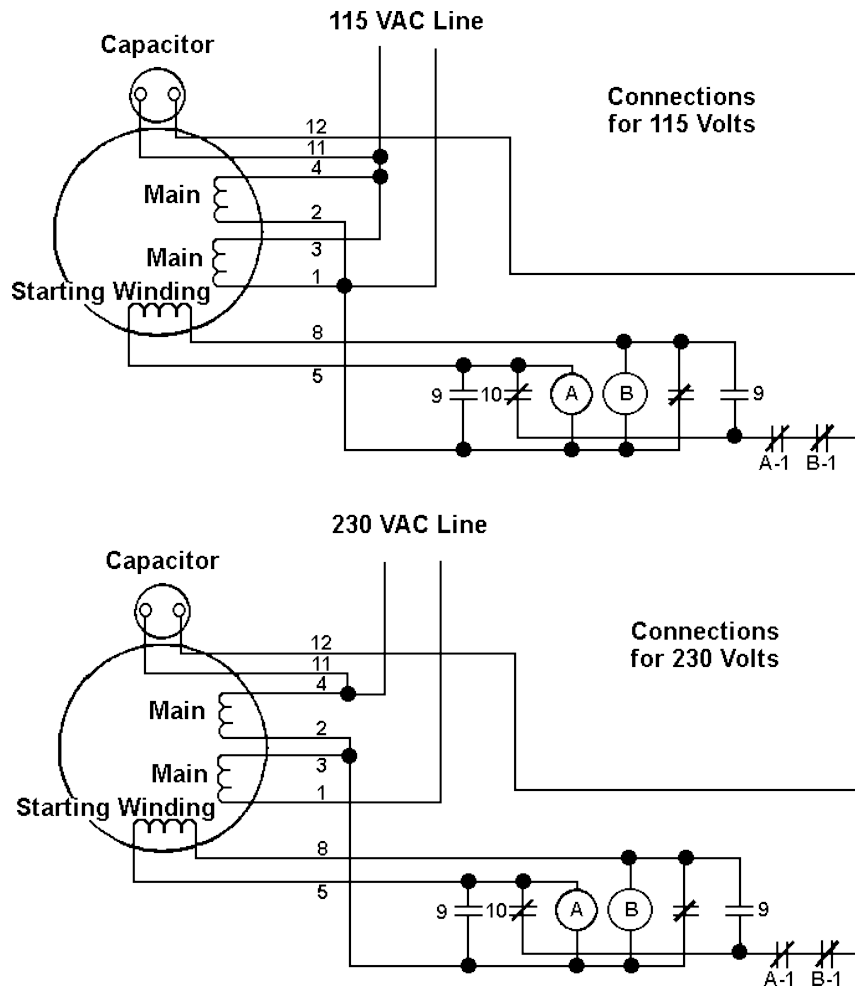 115 VAC Line
Capacitor
Connections
for 115 Volts
12
11
4
Main
2
3
Main
1
Starting Winding
8
5
9
10
A
B
9
A-1
B-1
230 VAC Line
Capacitor
Connections
for 230 Volts
12
11
4
Main
2
3
Main
1
Starting Winding
8
5
9
10
A
B
9
A-1
B-1